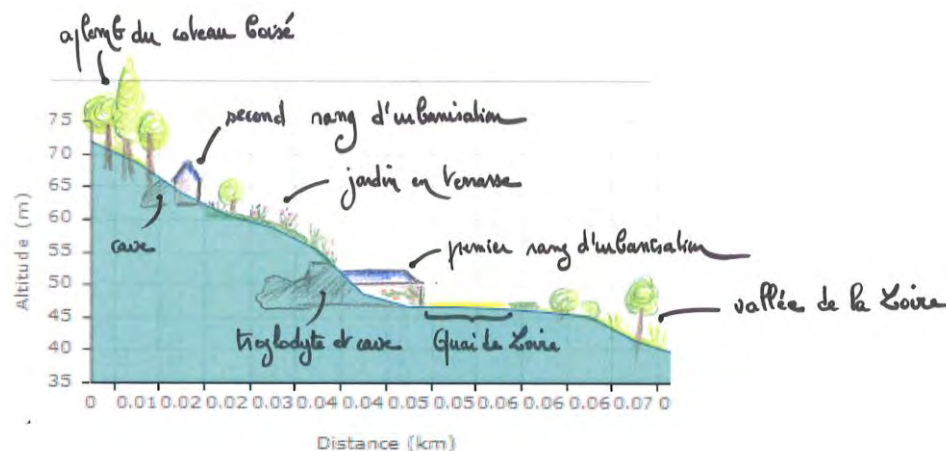 aplomb du coteau boisé
second rang d'urbanisation
jardin en terrasse
cave
premier rang d'urbanisation
vallée de la Loire
troglodyte et cave
Quai de Loire
Altitude (m)
75
70
65
60
55
50
45
40
35
0 0.01 0.02 0.02 0.03 0.04 0.04 0.05 0.05 0.06 0.06 0.07 0
Distance (km)